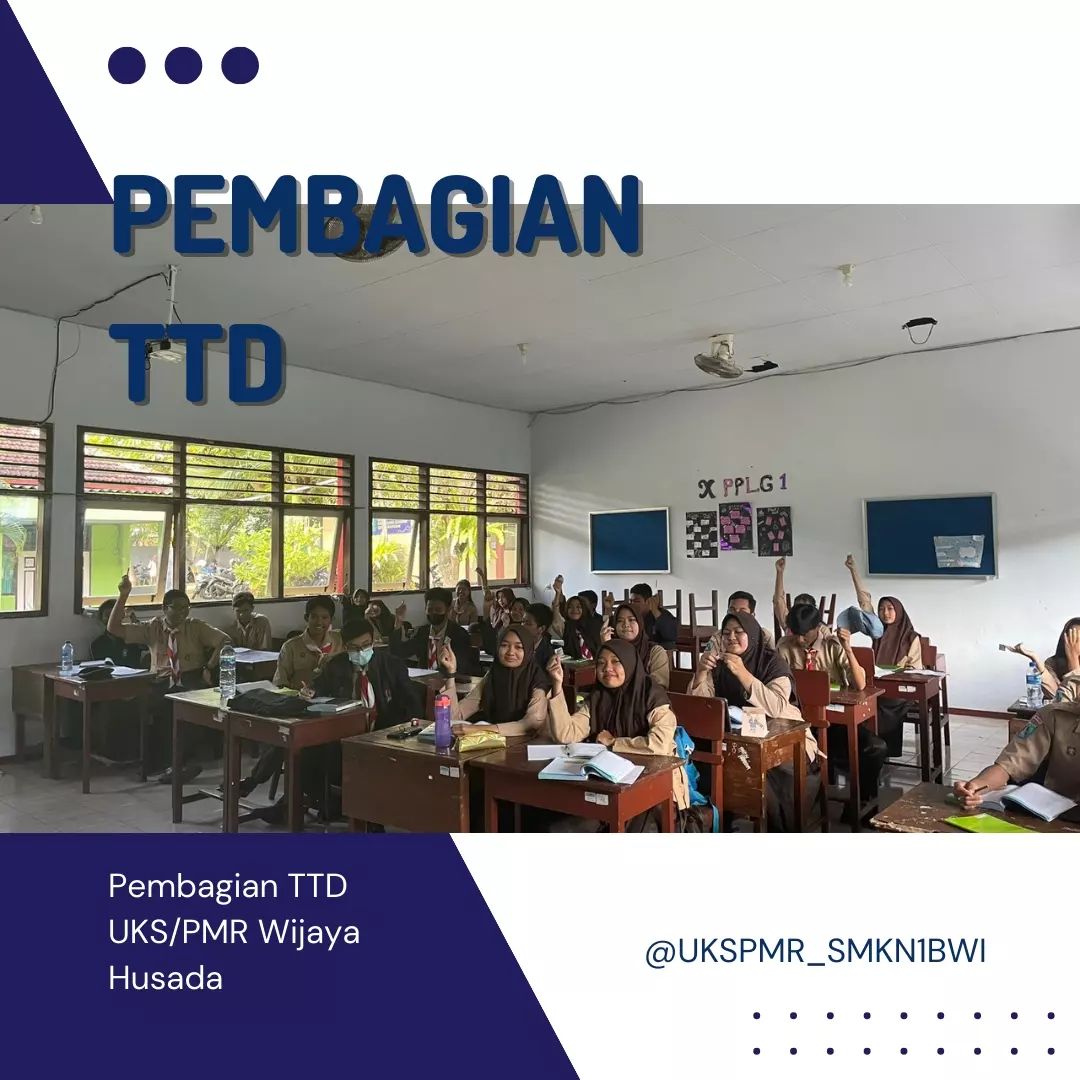 PEMBAGIAN
TTD
X PPLG 1
Pembagian TTD
UKS/PMR Wijaya
Husada
@UKSPMR_SMKN1BWI